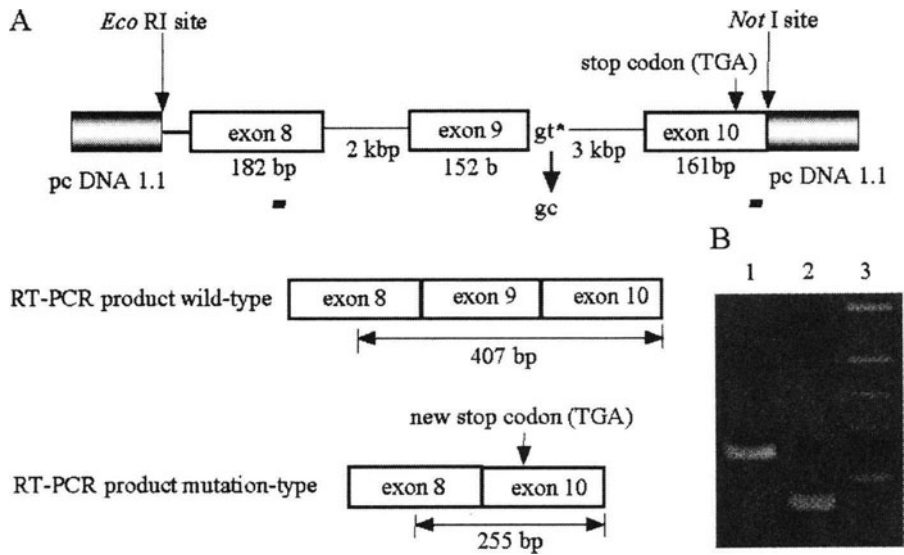 A
Eco RI site
Not I site
stop codon (TGA)
exon 8
exon 9
gt*
exon 10
2 kbp
3 kbp
182 bp
152 b
161bp
pc DNA 1.1
pc DNA 1.1
gc
B
1 2 3
RT-PCR product wild-type
exon 8 exon 9 exon 10
407 bp
new stop codon (TGA)
RT-PCR product mutation-type
exon 8 exon 10
255 bp